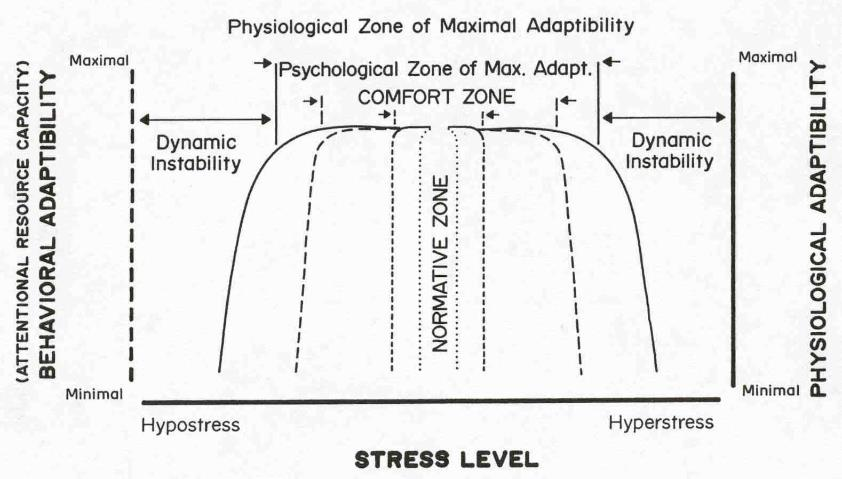 Physiological Zone of Maximal Adaptibility
Maximal
Psychological Zone of Max. Adapt.
Maximal
COMFORT ZONE
Dynamic
Instability
Dynamic
Instability
(ATTENTIONAL RESOURCE CAPACITY)
BEHAVIORAL ADAPTIBILITY
NORMATIVE ZONE
PHYSIOLOGICAL ADAPTIBILITY
Minimal
Minimal
Hypostress
Hyperstress
STRESS LEVEL